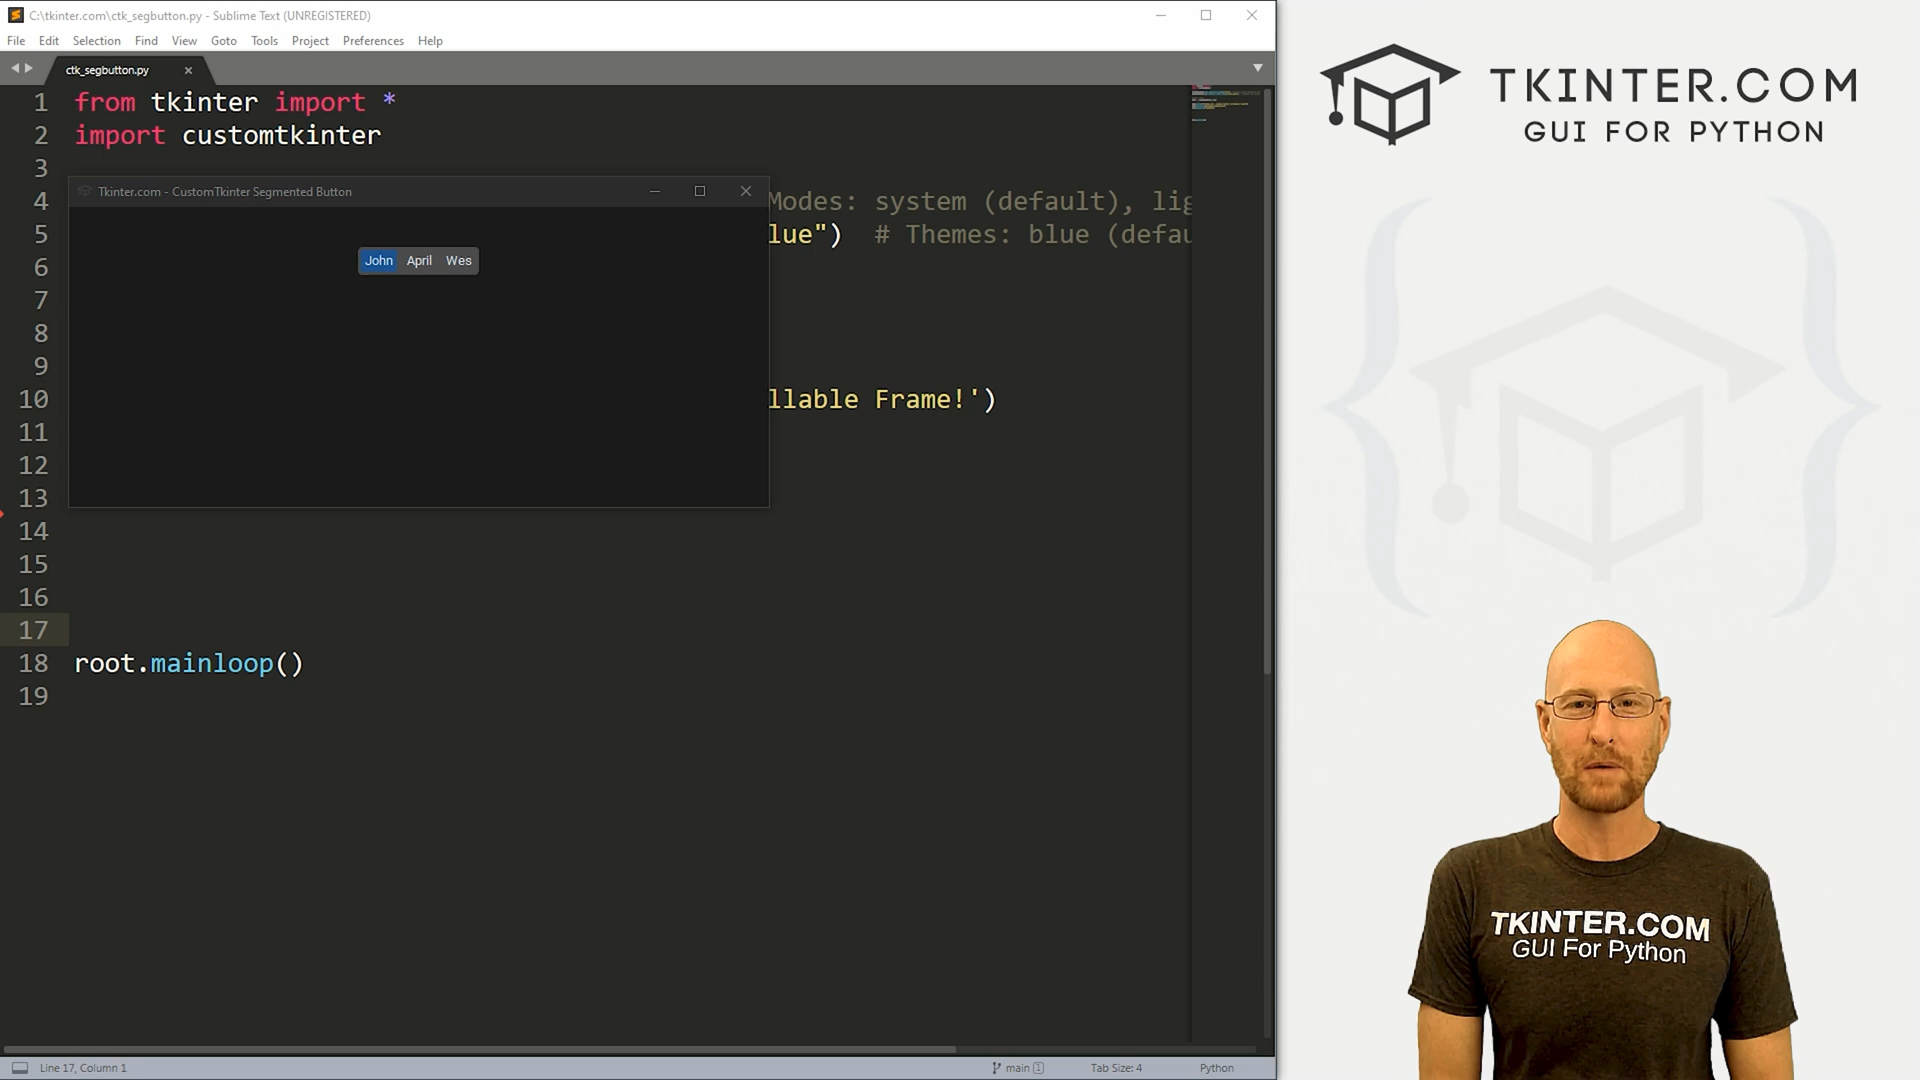 C:\tkinter.com\ctk_segbutton.py - Sublime Text (UNREGISTERED)
File Edit Selection Find View Goto Tools Project Preferences Help
ctk_segbutton.py
1 from tkinter import *
2 import customtkinter
3
Tkinter.com - CustomTkinter Segmented Button
4 Modes: system (default), lig
5 lue") # Themes: blue (defau
John April Wes
6
7
8
9
10 llable Frame!')
11
12
13
14
15
16
17
18 root.mainloop()
19
Line 17, Column 1
main 1
Tab Size: 4
Python
TKINTER.COM
GUI FOR PYTHON
TKINTER.COM
GUI For Python